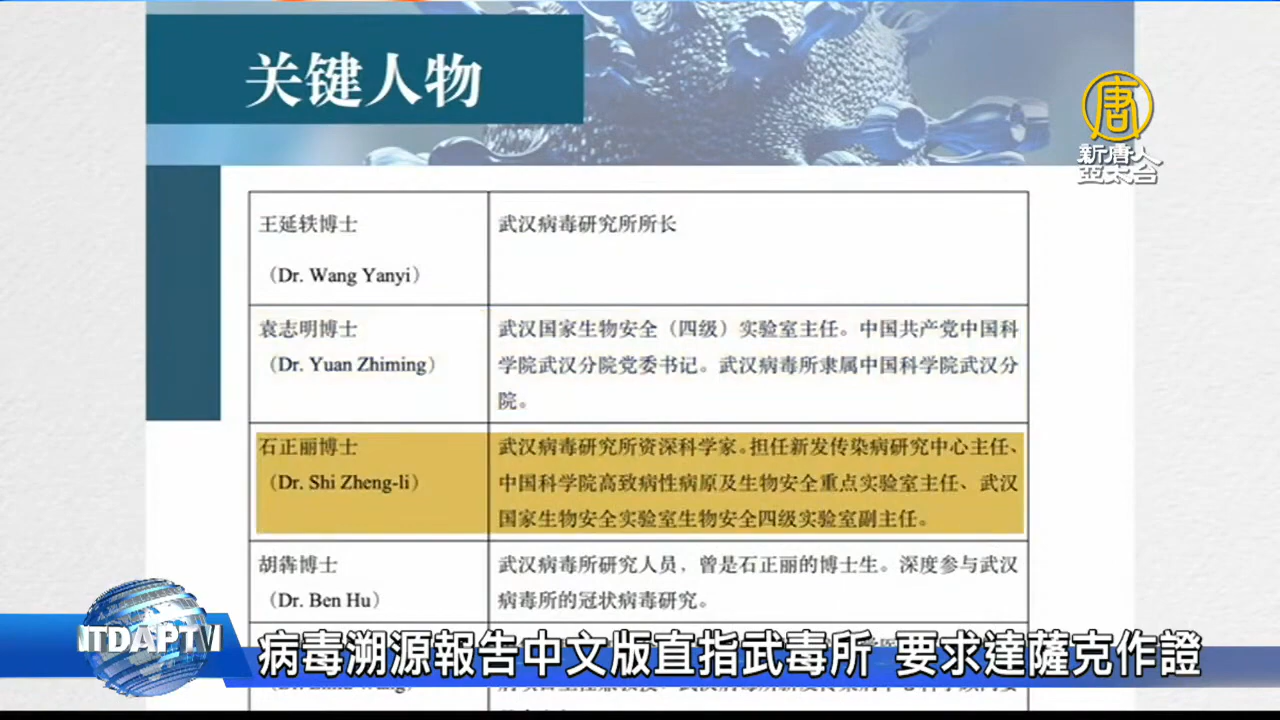 关键人物
唐
新唐人
亞太台
王延轶博士
（Dr. Wang Yanyi）
武汉病毒研究所所长
袁志明博士
（Dr. Yuan Zhiming）
武汉国家生物安全（四级）实验室主任。中国共产党中国科
学院武汉分院党委书记。武汉病毒所隶属中国科学院武汉分
院。
石正丽博士
（Dr. Shi Zheng-li）
武汉病毒研究所资深科学家。担任新发传染病研究中心主任、
中国科学院高致病性病原及生物安全重点实验室主任、武汉
国家生物安全实验室生物安全四级实验室副主任。
胡犇博士
（Dr. Ben Hu）
武汉病毒所研究人员，曾是石正丽的博士生。深度参与武汉
病毒所的冠状病毒研究。
NTDAPTV
病毒溯源報告中文版直指武毒所 要求達薩克作證